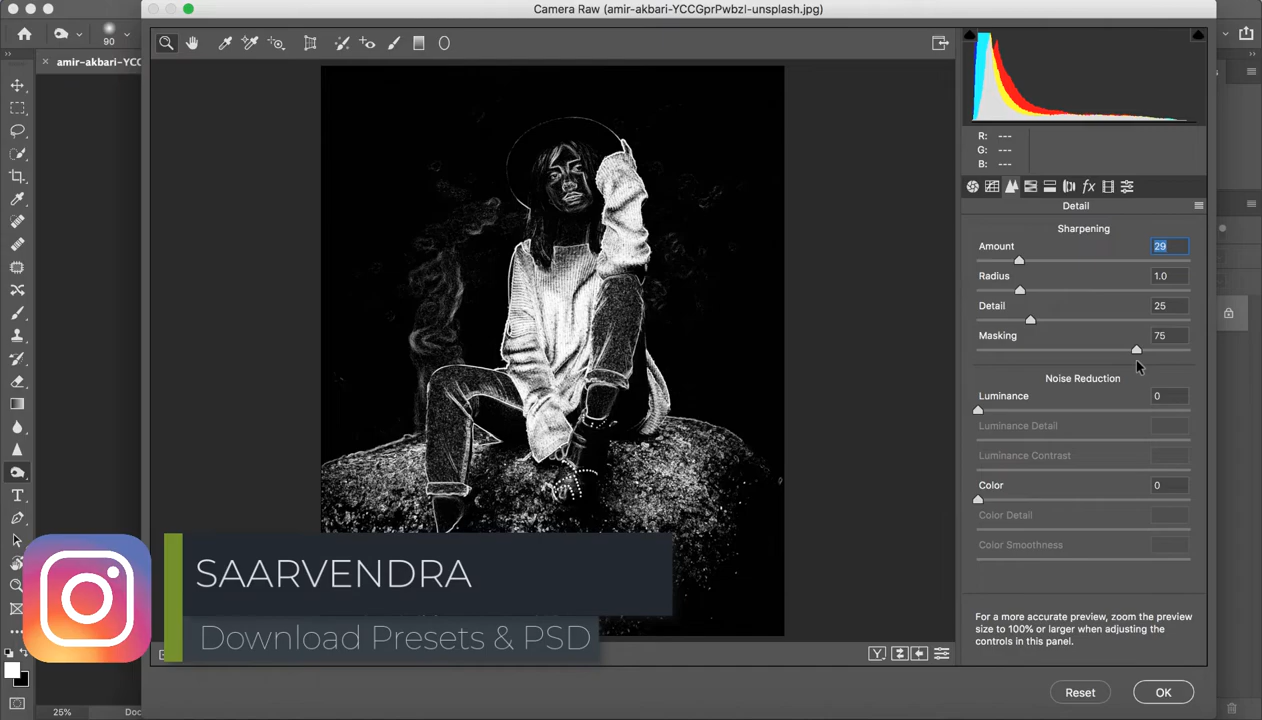 Camera Raw (amir-akbari-YCCGprPwbzI-unsplash.jpg)
90
amir-akbari-YCC
R: ---
G: ---
B: ---
fx
Detail
Sharpening
Amount 29
Radius 1.0
Detail 25
Masking 75
Noise Reduction
Luminance 0
Luminance Detail
Luminance Contrast
Color 0
Color Detail
Color Smoothness
SAARVENDRA
Download Presets & PSD
For a more accurate preview, zoom the preview
size to 100% or larger when adjusting the
controls in this panel.
Y
Reset OK
25% Doc